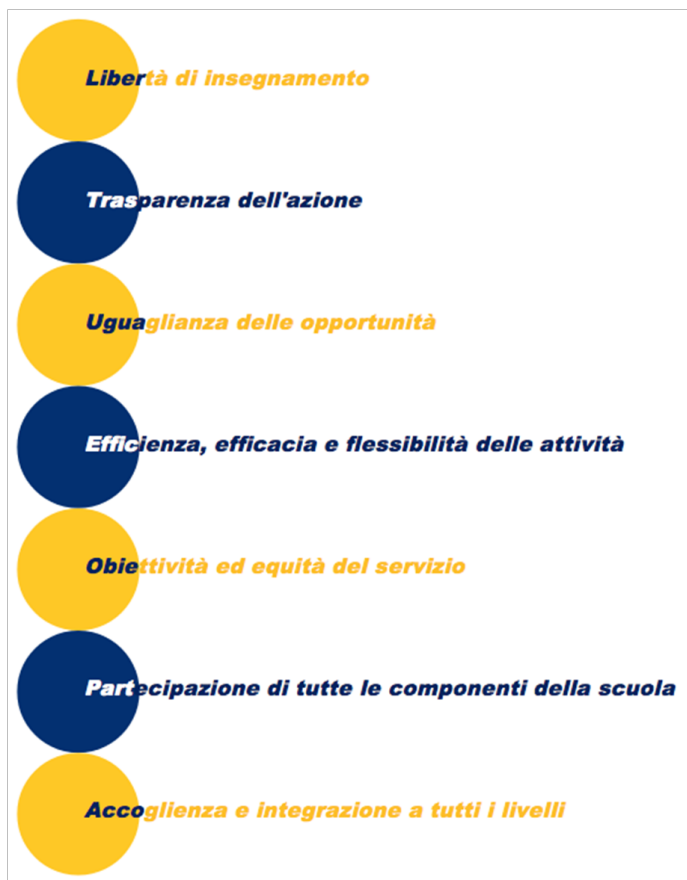 Libertà di insegnamento
Trasparenza dell'azione
Uguaglianza delle opportunità
Efficienza, efficacia e flessibilità delle attività
Obiettività ed equità del servizio
Partecipazione di tutte le componenti della scuola
Accoglienza e integrazione a tutti i livelli